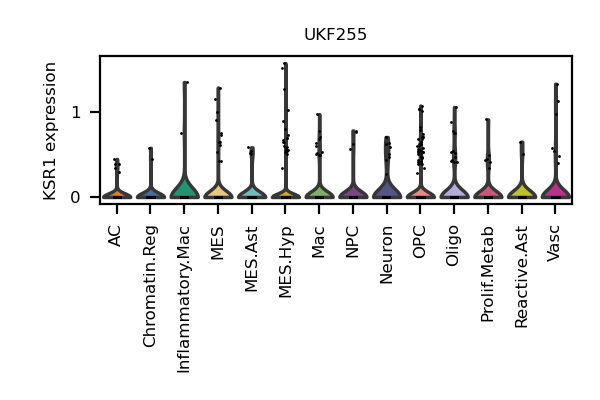 UKF255
KSR1 expression
1
0
AC
Chromatin.Reg
Inflammatory.Mac
MES
MES.Ast
MES.Hyp
Mac
NPC
Neuron
OPC
Oligo
Prolif.Metab
Reactive.Ast
Vasc